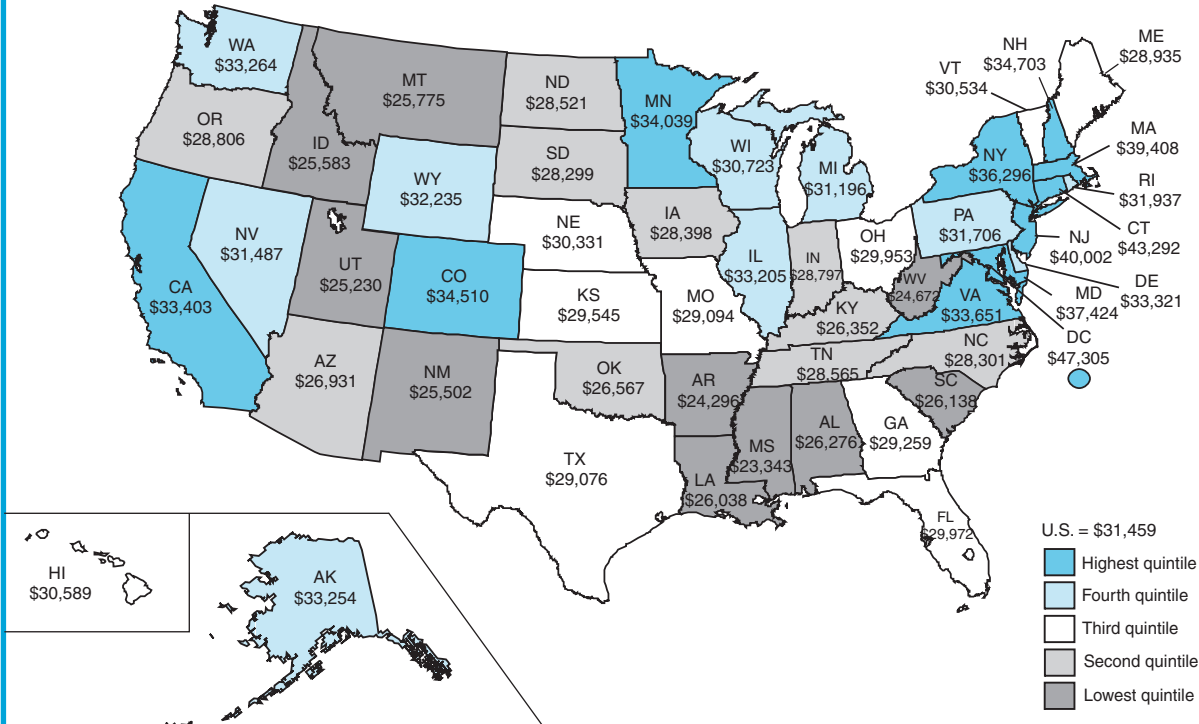 WA
$33,264
OR
$28,806
CA
$33,403
NV
$31,487
ID
$25,583
MT
$25,775
WY
$32,235
UT
$25,230
AZ
$26,931
CO
$34,510
NM
$25,502
ND
$28,521
SD
$28,299
NE
$30,331
KS
$29,545
OK
$26,567
TX
$29,076
MN
$34,039
IA
$28,398
MO
$29,094
AR
$24,296
LA
$26,038
WI
$30,723
IL
$33,205
MI
$31,196
IN
$28,797
OH
$29,953
KY
$26,352
TN
$28,565
MS
$23,343
AL
$26,276
GA
$29,259
FL
$29,972
SC
$26,138
NC
$28,301
VA
$33,651
WV
$24,672
PA
$31,706
NY
$36,296
VT
$30,534
NH
$34,703
ME
$28,935
MA
$39,408
RI
$31,937
CT
$43,292
NJ
$40,002
DE
$33,321
MD
$37,424
DC
$47,305
HI
$30,589
AK
$33,254
U.S. = $31,459
Highest quintile
Fourth quintile
Third quintile
Second quintile
Lowest quintile